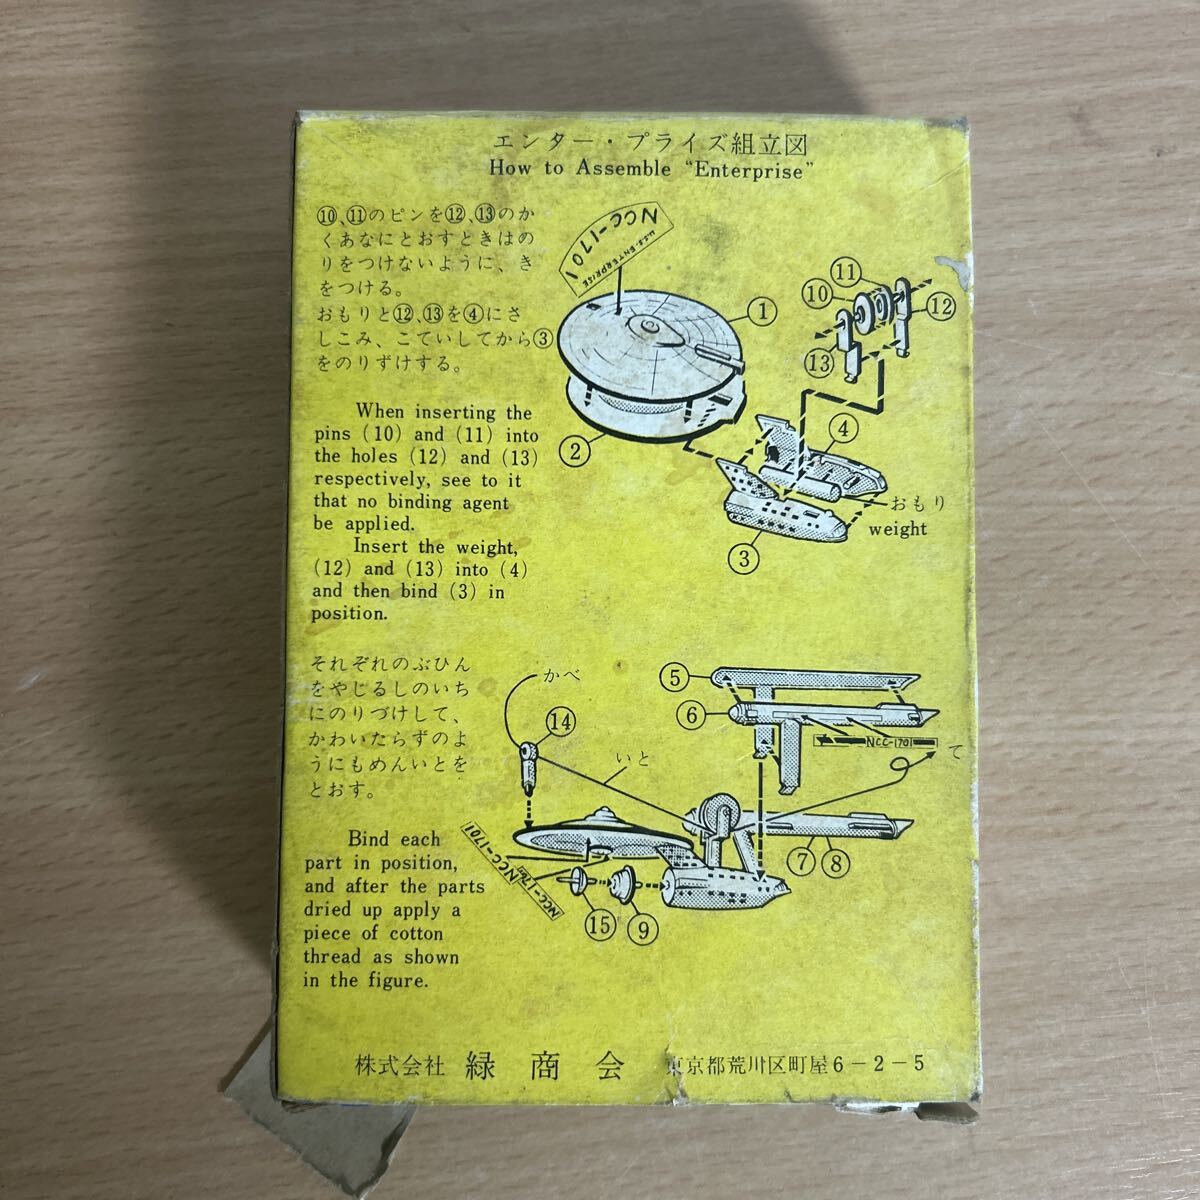 エンター・プライズ組立図
How to Assemble “Enterprise”
⑩、⑪のピンを⑫、⑬のか
くあなにとおすときはの
りをつけないように、き
をつける。
おもりと⑫、⑬を④にさ
しこみ、こていしてから③
をのりずけする。
When inserting the
pins (10) and (11) into
the holes (12) and (13)
respectively, see to it
that no binding agent
be applied.
Insert the weight,
(12) and (13) into (4)
and then bind (3) in
position.
NCC-1701
U.S.S. ENTERPRISE
①
②
⑪
⑩
⑫
⑬
④
おもり
weight
③
それぞれのぶひん
をやじるしのいち
にのりづけして、
かわいたらずのよ
うにもめんいとを
とおす。
Bind each
part in position,
and after the parts
dried up apply a
piece of cotton
thread as shown
in the figure.
かべ
⑭
いと
⑤
⑥
NCC-1701
て
⑦ ⑧
NCC-1701
NCC-1701
⑮ ⑨
株式会社 緑商会 東京都荒川区町屋6-2-5